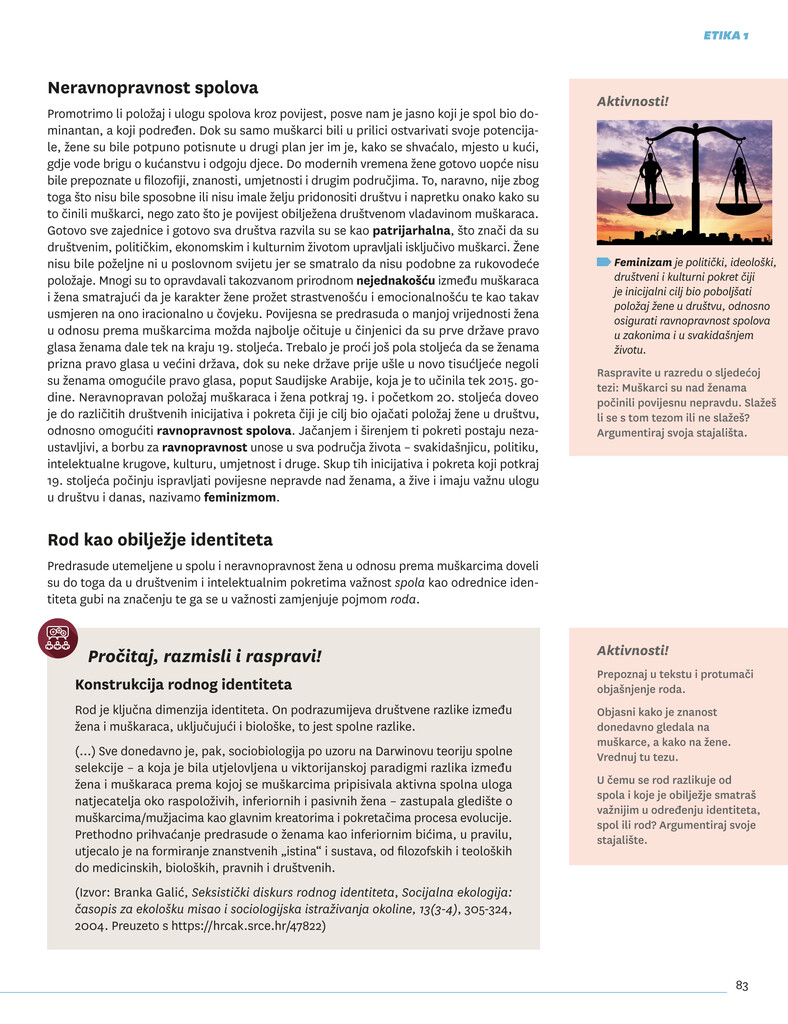 ETIKA 1
Neravnopravnost spolova
Promotrimo li položaj i ulogu spolova kroz povijest, posve nam je jasno koji je spol bio do-
minantan, a koji podređen. Dok su samo muškarci bili u prilici ostvarivati svoje potencija-
le, žene su bile potpuno potisnute u drugi plan jer im je, kako se shvaćalo, mjesto u kući,
gdje vode brigu o kućanstvu i odgoju djece. Do modernih vremena žene gotovo uopće nisu
bile prepoznate u filozofiji, znanosti, umjetnosti i drugim područjima. To, naravno, nije zbog
toga što nisu bile sposobne ili nisu imale želju pridonositi društvu i napretku onako kako su
to činili muškarci, nego zato što je povijest obilježena društvenom vladavinom muškaraca.
Gotovo sve zajednice i gotovo sva društva razvila su se kao patrijarhalna, što znači da su
društvenim, političkim, ekonomskim i kulturnim životom upravljali isključivo muškarci. Žene
nisu bile poželjne ni u poslovnom svijetu jer se smatralo da nisu podobne za rukovodeće
položaje. Mnogi su to opravdavali takozvanom prirodnom nejednakošću između muškaraca
i žena smatrajući da je karakter žene prožet strastvenošću i emocionalnošću te kao takav
usmjeren na ono iracionalno u čovjeku. Povijesna se predrasuda o manjoj vrijednosti žena
u odnosu prema muškarcima možda najbolje očituje u činjenici da su prve države pravo
glasa ženama dale tek na kraju 19. stoljeća. Trebalo je proći još pola stoljeća da se ženama
prizna pravo glasa u većini država, dok su neke države prije ušle u novo tisućljeće negoli
su ženama omogućile pravo glasa, poput Saudijske Arabije, koja je to učinila tek 2015. go-
dine. Neravnopravan položaj muškaraca i žena potkraj 19. i početkom 20. stoljeća doveo
je do različitih društvenih inicijativa i pokreta čiji je cilj bio ojačati položaj žene u društvu,
odnosno omogućiti ravnopravnost spolova. Jačanjem i širenjem ti pokreti postaju neza-
ustavljivi, a borbu za ravnopravnost unose u sva područja života – svakidašnjicu, politiku,
intelektualne krugove, kulturu, umjetnost i druge. Skup tih inicijativa i pokreta koji potkraj
19. stoljeća počinju ispravljati povijesne nepravde nad ženama, a žive i imaju važnu ulogu
u društvu i danas, nazivamo feminizmom.
Aktivnosti!
Feminizam je politički, ideološki,
društveni i kulturni pokret čiji
je inicijalni cilj bio poboljšati
položaj žene u društvu, odnosno
osigurati ravnopravnost spolova
u zakonima i u svakidašnjem
životu.
Raspravite u razredu o sljedećoj
tezi: Muškarci su nad ženama
počinili povijesnu nepravdu. Slažeš
li se s tom tezom ili ne slažeš?
Argumentiraj svoja stajališta.
Rod kao obilježje identiteta
Predrasude utemeljene u spolu i neravnopravnost žena u odnosu prema muškarcima doveli
su do toga da u društvenim i intelektualnim pokretima važnost spola kao odrednice iden-
titeta gubi na značenju te ga se u važnosti zamjenjuje pojmom roda.
Pročitaj, razmisli i raspravi!
Konstrukcija rodnog identiteta
Rod je ključna dimenzija identiteta. On podrazumijeva društvene razlike između
žena i muškaraca, uključujući i biološke, to jest spolne razlike.
(...) Sve donedavno je, pak, sociobiologija po uzoru na Darwinovu teoriju spolne
selekcije – a koja je bila utjelovljena u viktorijanskoj paradigmi razlika između
žena i muškaraca prema kojoj se muškarcima pripisivala aktivna spolna uloga
natjecatelja oko raspoloživih, inferiornih i pasivnih žena – zastupala gledište o
muškarcima/mužjacima kao glavnim kreatorima i pokretačima procesa evolucije.
Prethodno prihvaćanje predrasude o ženama kao inferiornim bićima, u pravilu,
utjecalo je na formiranje znanstvenih „istina“ i sustava, od filozofskih i teoloških
do medicinskih, bioloških, pravnih i društvenih.
(Izvor: Branka Galić, Seksistički diskurs rodnog identiteta, Socijalna ekologija:
časopis za ekološku misao i sociologijska istraživanja okoline, 13(3-4), 305-324,
2004. Preuzeto s https://hrcak.srce.hr/47822)
Aktivnosti!
Prepoznaj u tekstu i protumači
objašnjenje roda.
Objasni kako je znanost
donedavno gledala na
muškarce, a kako na žene.
Vrednuj tu tezu.
U čemu se rod razlikuje od
spola i koje je obilježje smatraš
važnijim u određenju identiteta,
spol ili rod? Argumentiraj svoje
stajalište.
83